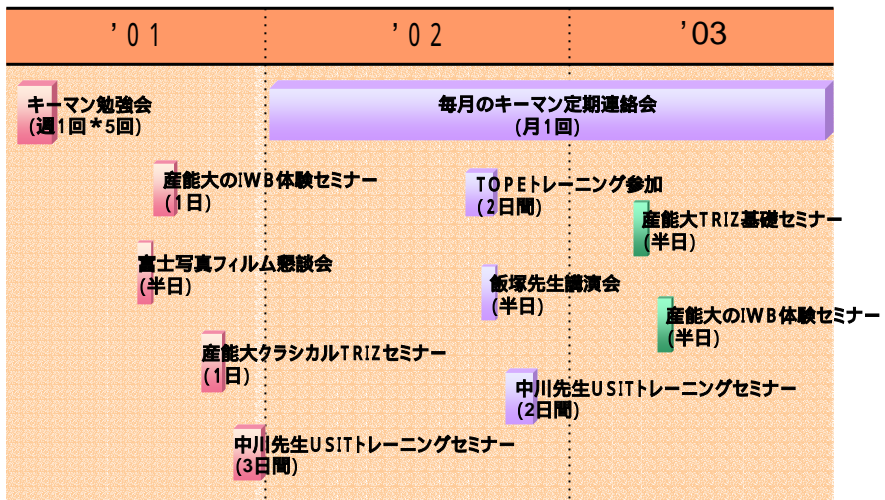 ’01
’02
’03
キーマン勉強会
(週1回＊5回)
毎月のキーマン定期連絡会
(月1回)
産能大のIWB体験セミナー
(1日)
TOPEトレーニング参加
(2日間)
産能大TRIZ基礎セミナー
(半日)
富士写真フィルム懇談会
(半日)
飯塚先生講演会
(半日)
産能大のIWB体験セミナー
(半日)
産能大クラシカルTRIZセミナー
(1日)
中川先生USITトレーニングセミナー
(2日間)
中川先生USITトレーニングセミナー
(3日間)